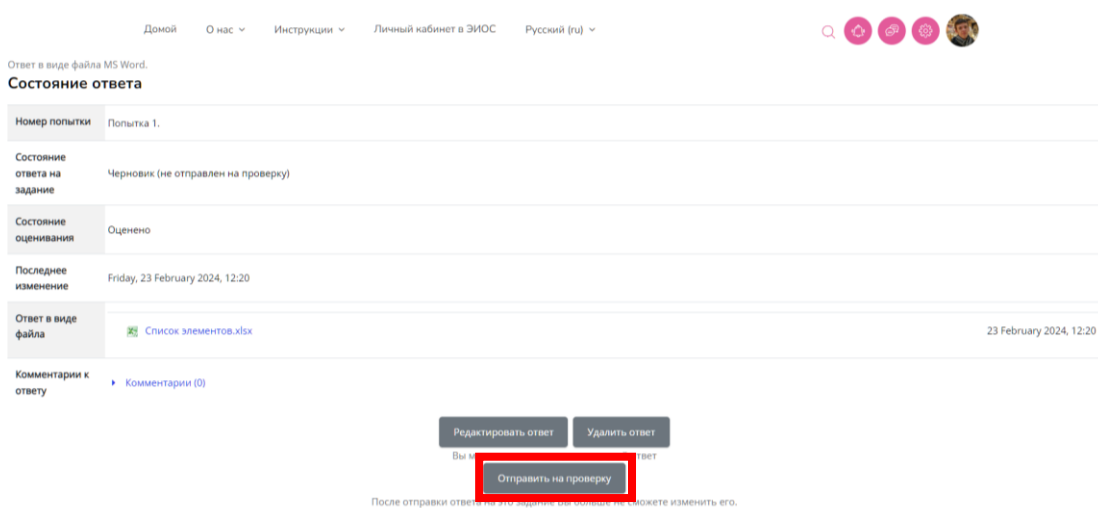 Домой О нас Инструкции Личный кабинет в ЭИОС Русский (ru)
Ответ в виде файла MS Word.
Состояние ответа
Номер попытки Попытка 1.
Состояние ответа на задание Черновик (не отправлен на проверку)
Состояние оценивания Оценено
Последнее изменение Friday, 23 February 2024, 12:20
Ответ в виде файла Список элементов.xlsx 23 February 2024, 12:20
Комментарии к ответу Комментарии (0)
Редактировать ответ Удалить ответ
Вы
Отправить на проверку
После отправки ответа на это задание Вы больше не сможете изменить его.